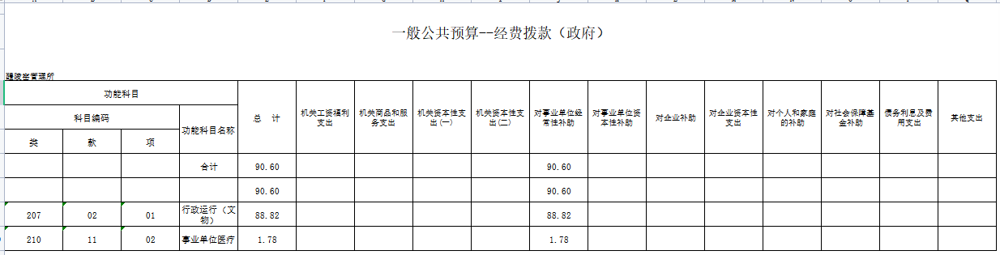 一般公共预算--经费拨款（政府）
醴陵窑管理所
功能科目
总 计
机关工资福利
支出
机关商品和服
务支出
机关资本性支
出(一)
机关资本性支
出(二)
对事业单位经
常性补助
对事业单位资
本性补助
对企业补助
对企业资本性
支出
对个人和家庭
的补助
对社会保障基
金补助
债务利息及费
用支出
其他支出
科目编码
功能科目名称
类 款 项
合计 90.60 90.60
90.60 90.60
207 02 01 行政运行（文
物） 88.82 88.82
210 11 02 事业单位医疗 1.78 1.78